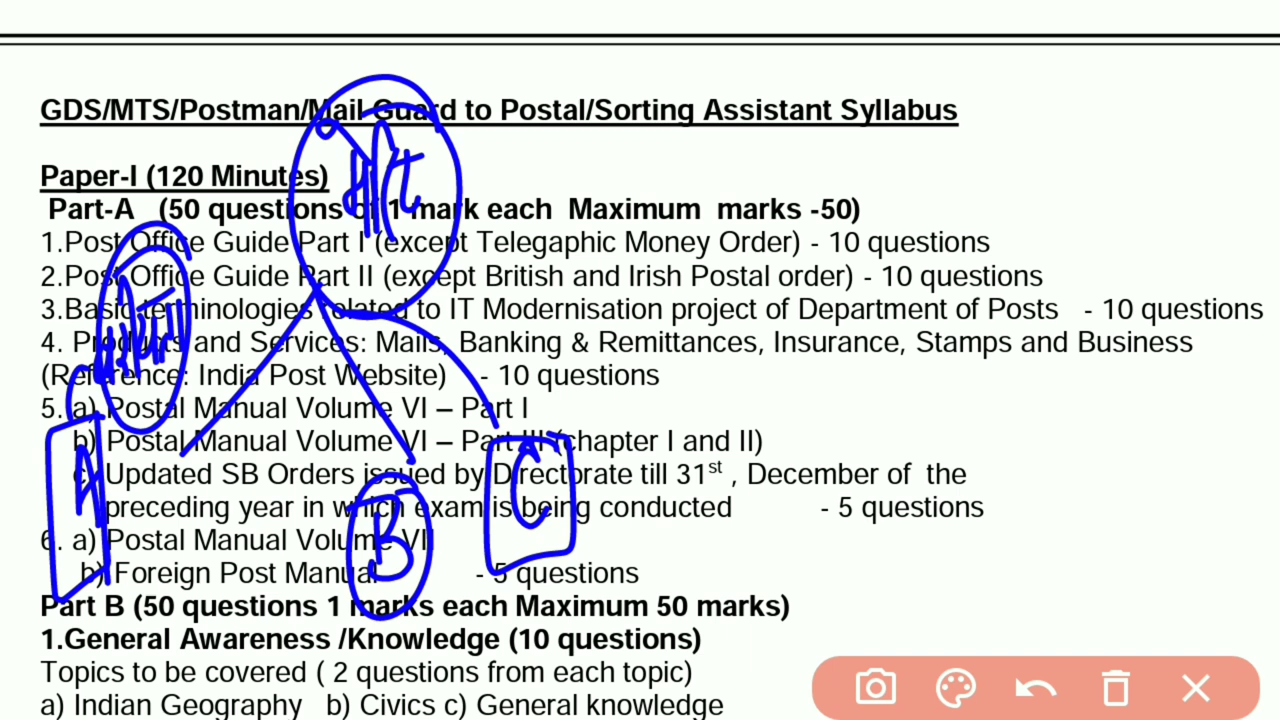 GDS/MTS/Postman/Mail Guard to Postal/Sorting Assistant Syllabus
Paper-I (120 Minutes)
Part-A (50 questions of 1 mark each Maximum marks -50)
1.Post Office Guide Part I (except Telegaphic Money Order) - 10 questions
2.Post Office Guide Part II (except British and Irish Postal order) - 10 questions
3.Basic terminologies related to IT Modernisation project of Department of Posts - 10 questions
4. Products and Services: Mails, Banking & Remittances, Insurance, Stamps and Business
(Reference: India Post Website) - 10 questions
5. a) Postal Manual Volume VI – Part I
b) Postal Manual Volume VI – Part III (chapter I and II)
c) Updated SB Orders issued by Directorate till 31st , December of the
preceding year in which exam is being conducted - 5 questions
6. a) Postal Manual Volume VII
b) Foreign Post Manual - 5 questions
Part B (50 questions 1 marks each Maximum 50 marks)
1.General Awareness /Knowledge (10 questions)
Topics to be covered ( 2 questions from each topic)
a) Indian Geography b) Civics c) General knowledge
A
B
C